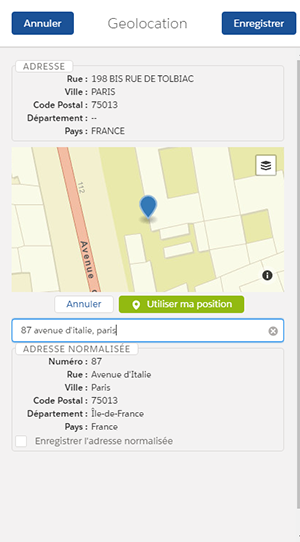 Annuler Geolocation Enregistrer
ADRESSE
Rue : 198 BIS RUE DE TOLBIAC
Ville : PARIS
Code Postal : 75013
Département : --
Pays : FRANCE
112
Avenue
Annuler Utiliser ma position
87 avenue d'italie, paris
ADRESSE NORMALISÉE
Numéro : 87
Rue : Avenue d'Italie
Ville : Paris
Code Postal : 75013
Département : Île-de-France
Pays : France
Enregistrer l'adresse normalisée